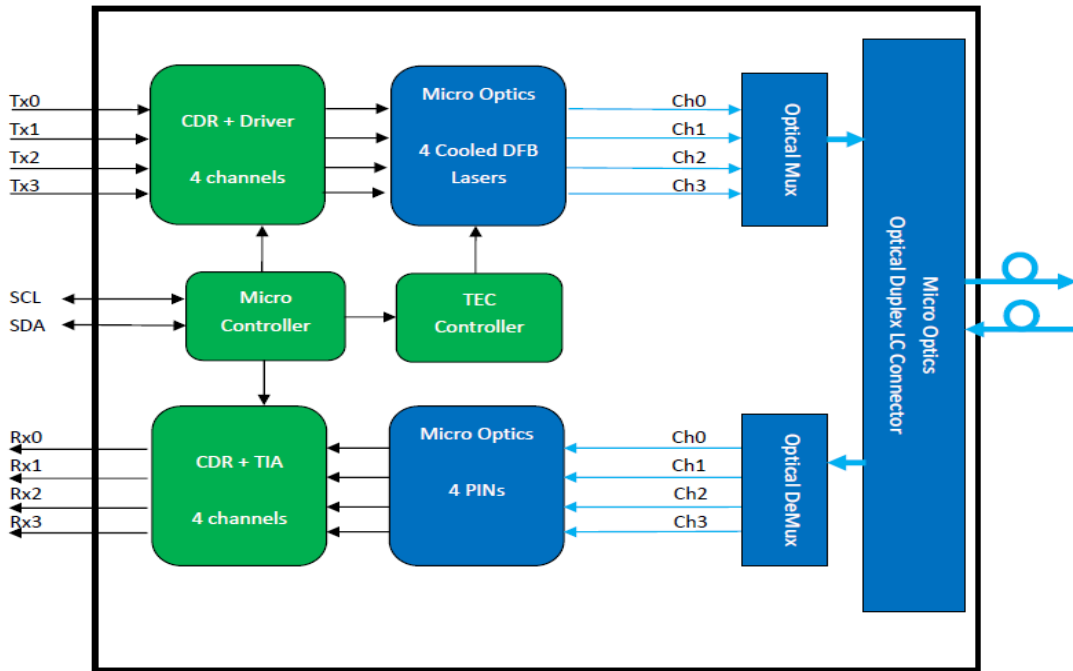 Tx0
Tx1
Tx2
Tx3
CDR + Driver
4 channels
Micro Optics
4 Cooled DFB
Lasers
Ch0
Ch1
Ch2
Ch3
Optical Mux
Micro Optics
Optical Duplex LC Connector
SCL
SDA
Micro
Controller
TEC
Controller
Rx0
Rx1
Rx2
Rx3
CDR + TIA
4 channels
Micro Optics
4 PINs
Ch0
Ch1
Ch2
Ch3
Optical DeMux